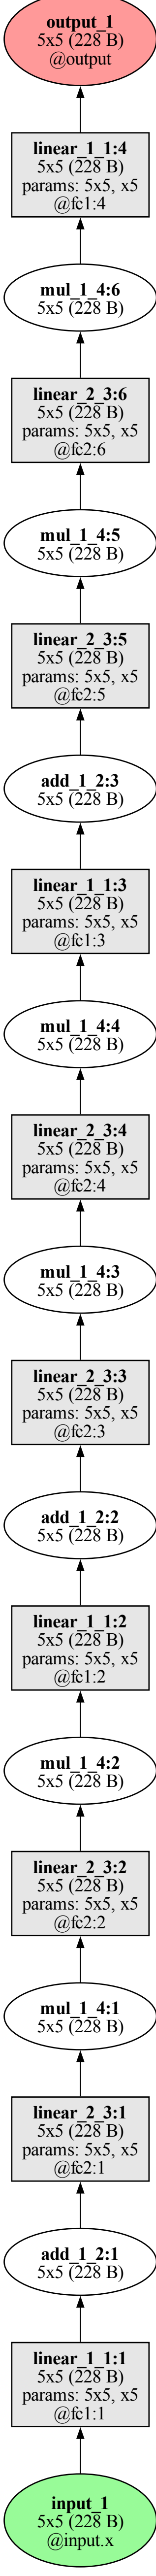 output_1
5x5 (228 B)
@output
linear_1_1:4
5x5 (228 B)
params: 5x5, x5
@fc1:4
mul_1_4:6
5x5 (228 B)
linear_2_3:6
5x5 (228 B)
params: 5x5, x5
@fc2:6
mul_1_4:5
5x5 (228 B)
linear_2_3:5
5x5 (228 B)
params: 5x5, x5
@fc2:5
add_1_2:3
5x5 (228 B)
linear_1_1:3
5x5 (228 B)
params: 5x5, x5
@fc1:3
mul_1_4:4
5x5 (228 B)
linear_2_3:4
5x5 (228 B)
params: 5x5, x5
@fc2:4
mul_1_4:3
5x5 (228 B)
linear_2_3:3
5x5 (228 B)
params: 5x5, x5
@fc2:3
add_1_2:2
5x5 (228 B)
linear_1_1:2
5x5 (228 B)
params: 5x5, x5
@fc1:2
mul_1_4:2
5x5 (228 B)
linear_2_3:2
5x5 (228 B)
params: 5x5, x5
@fc2:2
mul_1_4:1
5x5 (228 B)
linear_2_3:1
5x5 (228 B)
params: 5x5, x5
@fc2:1
add_1_2:1
5x5 (228 B)
linear_1_1:1
5x5 (228 B)
params: 5x5, x5
@fc1:1
input_1
5x5 (228 B)
@input.x